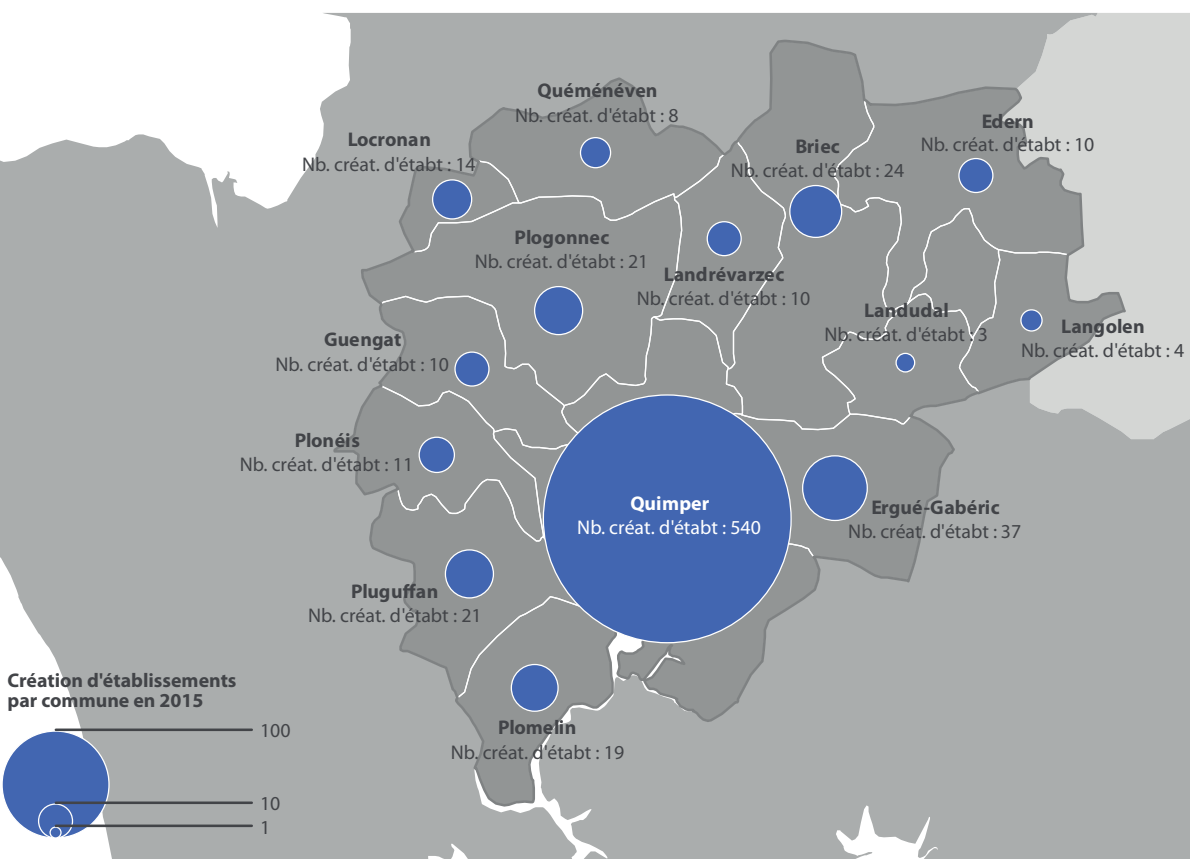 Quéménéven
Nb. créat. d'étabt : 8
Locronan
Nb. créat. d'étabt : 14
Briec
Nb. créat. d'étabt : 24
Edern
Nb. créat. d'étabt : 10
Plogonnec
Nb. créat. d'étabt : 21
Landrévarzec
Nb. créat. d'étabt : 10
Landudal
Nb. créat. d'étabt : 3
Langolen
Nb. créat. d'étabt : 4
Guengat
Nb. créat. d'étabt : 10
Plonéis
Nb. créat. d'étabt : 11
Quimper
Nb. créat. d'étabt : 540
Ergué-Gabéric
Nb. créat. d'étabt : 37
Pluguffan
Nb. créat. d'étabt : 21
Plomelin
Nb. créat. d'étabt : 19
Création d'établissements
par commune en 2015
100
10
1